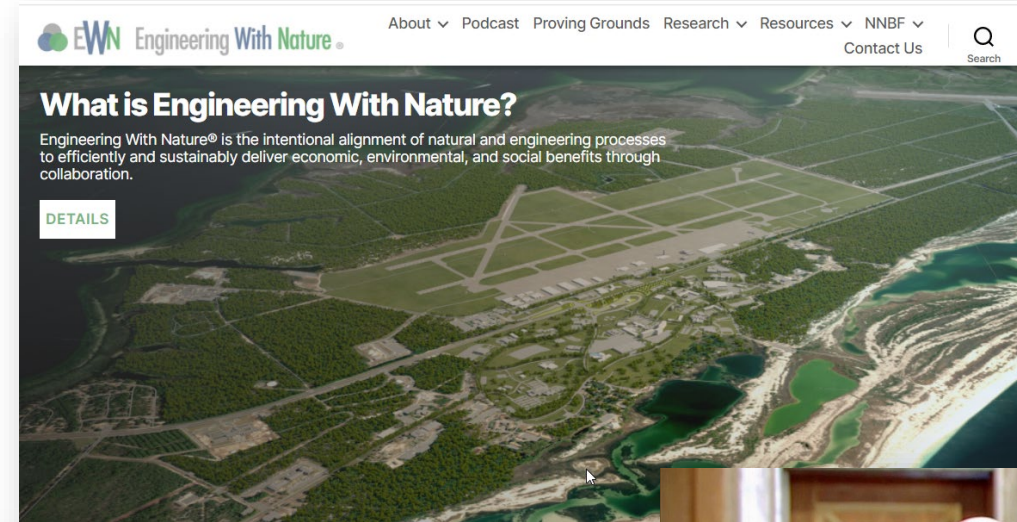 EWN Engineering With Nature ®
About Podcast Proving Grounds Research Resources NNBF
Contact Us
Search
What is Engineering With Nature?
Engineering With Nature® is the intentional alignment of natural and engineering processes
to efficiently and sustainably deliver economic, environmental, and social benefits through
collaboration.
DETAILS